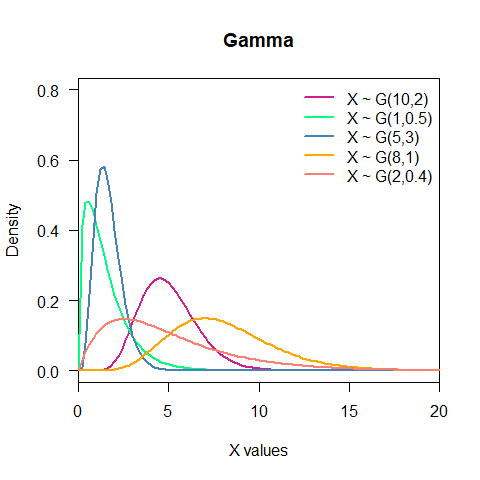 Gamma
X ~ G(10,2)
X ~ G(1,0.5)
X ~ G(5,3)
X ~ G(8,1)
X ~ G(2,0.4)
Density
0.8
0.6
0.4
0.2
0.0
0 5 10 15 20
X values